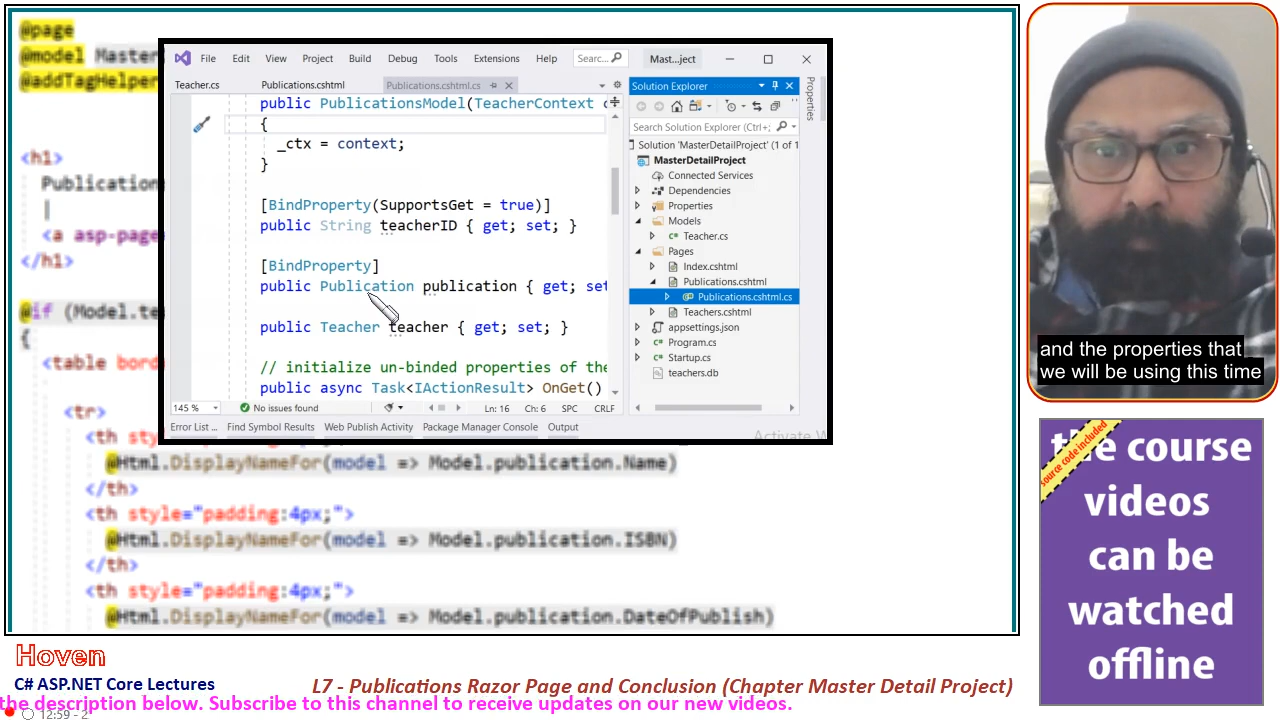 @page
@model Master
@addTagHelper
<h1>
Publication
<a asp-page
</h1>
@if (Model.te
{
<table bord
<tr>
<th sty
@Html.DisplayNameFor(model => Model.publication.Name)
</th>
<th style="padding:4px;">
@Html.DisplayNameFor(model => Model.publication.ISBN)
</th>
<th style="padding:4px;">
@Html.DisplayNameFor(model => Model.publication.DateOfPublish)
File Edit View Project Build Debug Tools Extensions Help Searc... Mast...ject
Teacher.cs Publications.cshtml Publications.cshtml.cs
public PublicationsModel(TeacherContext c
{
_ctx = context;
}
[BindProperty(SupportsGet = true)]
public String teacherID { get; set; }
[BindProperty]
public Publication publication { get; set
public Teacher teacher { get; set; }
// initialize un-binded properties of the
public async Task<IActionResult> OnGet()
145 % No issues found Ln: 16 Ch: 6 SPC CRLF
Error List ... Find Symbol Results Web Publish Activity Package Manager Console Output
Solution Explorer
Search Solution Explorer (Ctrl+;
Solution 'MasterDetailProject' (1 of 1
MasterDetailProject
Connected Services
Dependencies
Properties
Models
Teacher.cs
Pages
Index.cshtml
Publications.cshtml
Publications.cshtml.cs
Teachers.cshtml
appsettings.json
Program.cs
Startup.cs
teachers.db
Properties
Activate W
and the properties that
we will be using this time
source code included
the course
videos
can be
watched
offline
Hoven
C# ASP.NET Core Lectures
L7 - Publications Razor Page and Conclusion (Chapter Master Detail Project)
the description below. Subscribe to this channel to receive updates on our new videos.
12:59 - 2